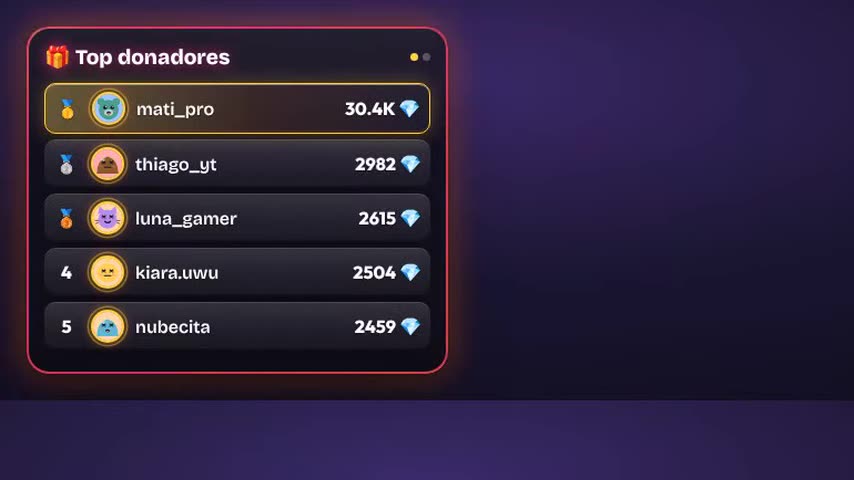 🎁 Top donadores
🥇 mati_pro 30.4K 💎
🥈 thiago_yt 2982 💎
🥉 luna_gamer 2615 💎
4 kiara.uwu 2504 💎
5 nubecita 2459 💎